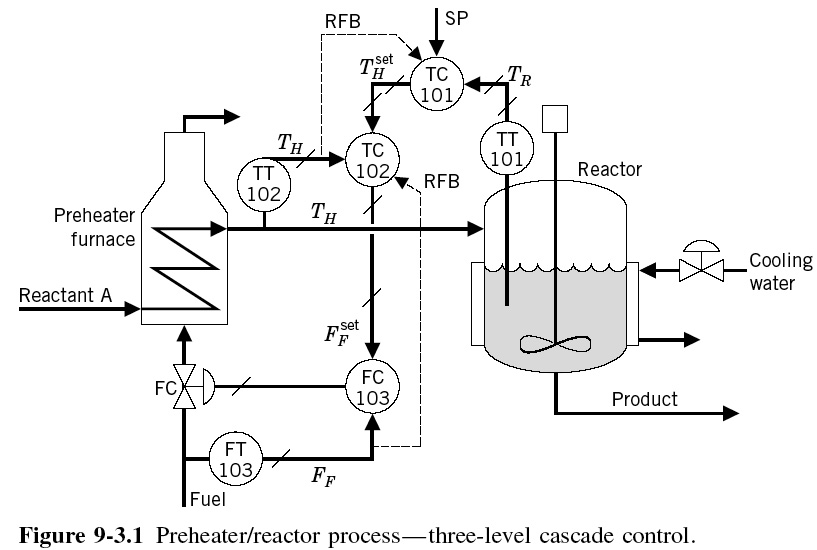 RFB
SP
T_H^set
TC
101
T_R
T_H
TC
102
TT
101
TT
102
RFB
Reactor
Preheater
furnace
T_H
Cooling
water
Reactant A
F_F^set
FC
FC
103
Product
FT
103
F_F
Fuel
Figure 9-3.1 Preheater/reactor process—three-level cascade control.